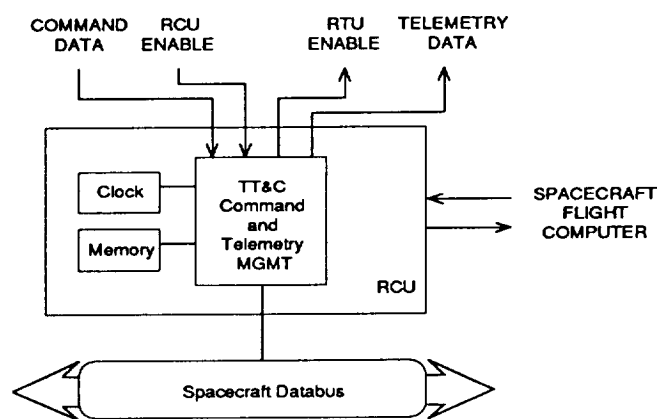 COMMAND
DATA
RCU
ENABLE
RTU
ENABLE
TELEMETRY
DATA
Clock
Memory
TT&C
Command
and
Telemetry
MGMT
RCU
SPACECRAFT
FLIGHT
COMPUTER
Spacecraft Databus